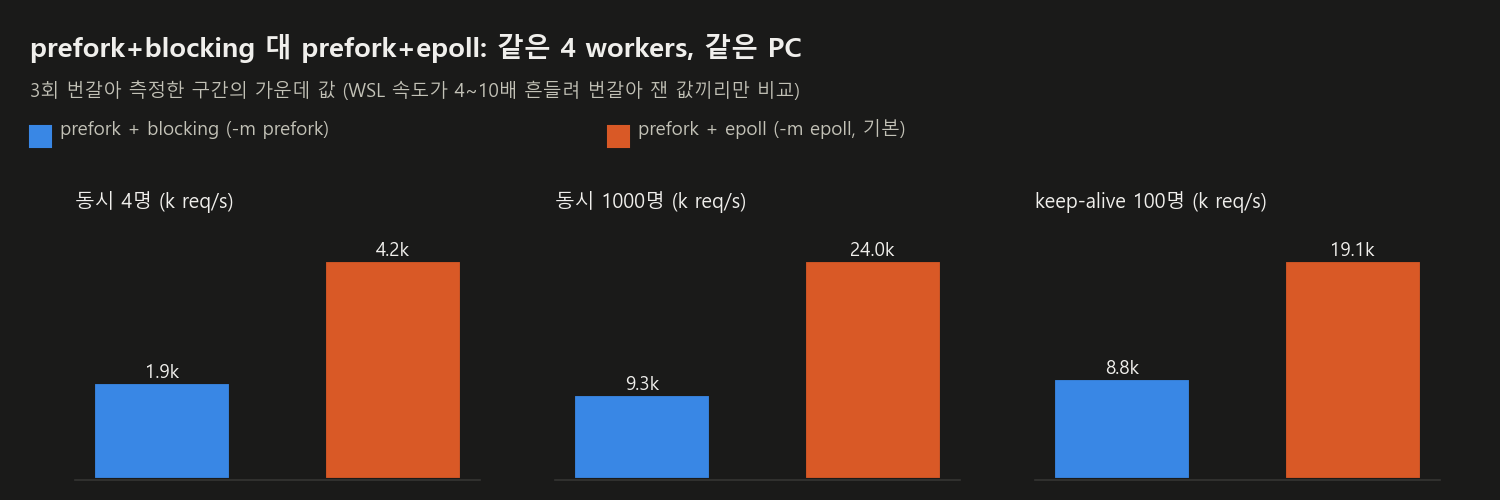 prefork+blocking 대 prefork+epoll: 같은 4 workers, 같은 PC
3회 번갈아 측정한 구간의 가운데 값 (WSL 속도가 4~10배 흔들려 번갈아 잰 값끼리만 비교)
prefork + blocking (-m prefork)
prefork + epoll (-m epoll, 기본)
동시 4명 (k req/s)
1.9k
4.2k
동시 1000명 (k req/s)
9.3k
24.0k
keep-alive 100명 (k req/s)
8.8k
19.1k